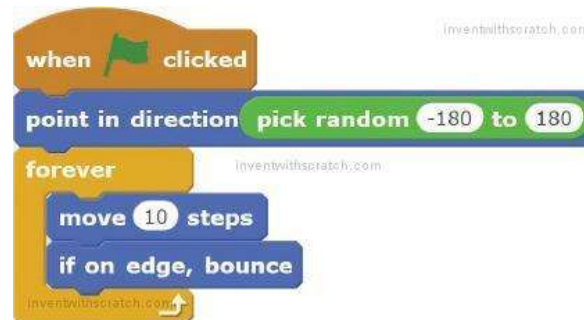 inventwithscratch.com
when clicked
point in direction pick random -180 to 180
forever
inventwithscratch.com
move 10 steps
if on edge, bounce
inventwithscratch.com